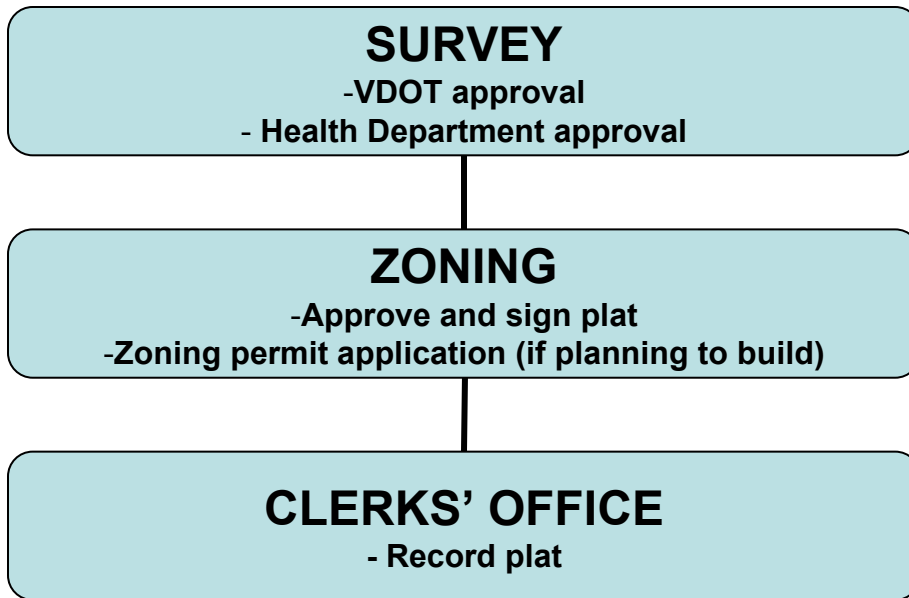 SURVEY
-VDOT approval
- Health Department approval
ZONING
-Approve and sign plat
-Zoning permit application (if planning to build)
CLERKS’ OFFICE
- Record plat